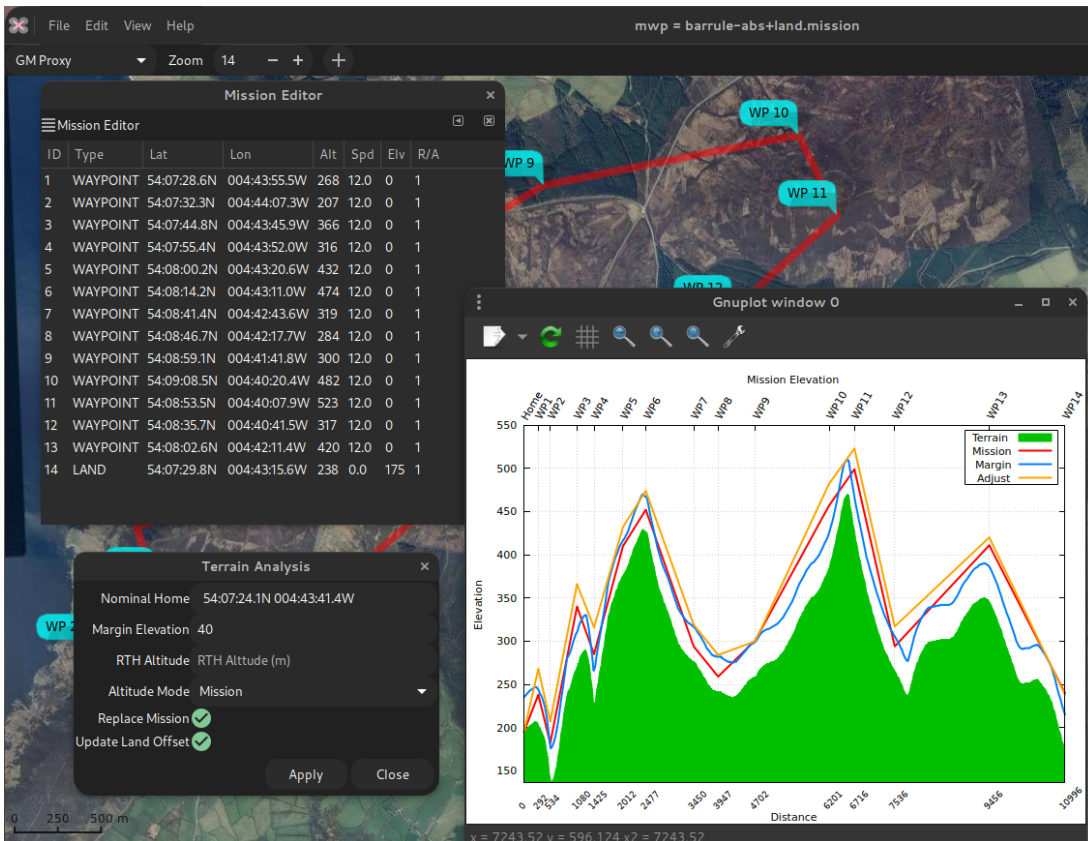 File Edit View Help
mwp = barrule-abs+land.mission
GM Proxy Zoom 14 − + +
Mission Editor ×
Mission Editor
ID Type Lat Lon Alt Spd Elv R/A
1 WAYPOINT 54:07:28.6N 004:43:55.5W 268 12.0 0 1
2 WAYPOINT 54:07:32.3N 004:44:07.3W 207 12.0 0 1
3 WAYPOINT 54:07:44.8N 004:43:45.9W 366 12.0 0 1
4 WAYPOINT 54:07:55.4N 004:43:52.0W 316 12.0 0 1
5 WAYPOINT 54:08:00.2N 004:43:20.6W 432 12.0 0 1
6 WAYPOINT 54:08:14.2N 004:43:11.0W 474 12.0 0 1
7 WAYPOINT 54:08:41.4N 004:42:43.6W 319 12.0 0 1
8 WAYPOINT 54:08:46.7N 004:42:17.7W 284 12.0 0 1
9 WAYPOINT 54:08:59.1N 004:41:41.8W 300 12.0 0 1
10 WAYPOINT 54:09:08.5N 004:40:20.4W 482 12.0 0 1
11 WAYPOINT 54:08:53.5N 004:40:07.9W 523 12.0 0 1
12 WAYPOINT 54:08:35.7N 004:40:41.5W 317 12.0 0 1
13 WAYPOINT 54:08:02.6N 004:42:11.4W 420 12.0 0 1
14 LAND 54:07:29.8N 004:43:15.6W 238 0.0 175 1
WP 9
WP 10
WP 11
WP 12
WP 2
Terrain Analysis ×
Nominal Home 54:07:24.1N 004:43:41.4W
Margin Elevation 40
RTH Altitude RTH Alttude (m)
Altitude Mode Mission
Replace Mission
Update Land Offset
Apply Close
0 250 500 m
Gnuplot window 0
Mission Elevation
Home WP1 WP2 WP3 WP4 WP5 WP6 WP7 WP8 WP9 WP10 WP11 WP12 WP13 WP14
Terrain
Mission
Margin
Adjust
550
500
450
400
350
300
250
200
150
Elevation
0 292 534 1080 1425 2012 2477 3450 3947 4702 6201 6716 7536 9456 10996
Distance
x = 7243.52 y = 596.124 x2 = 7243.52